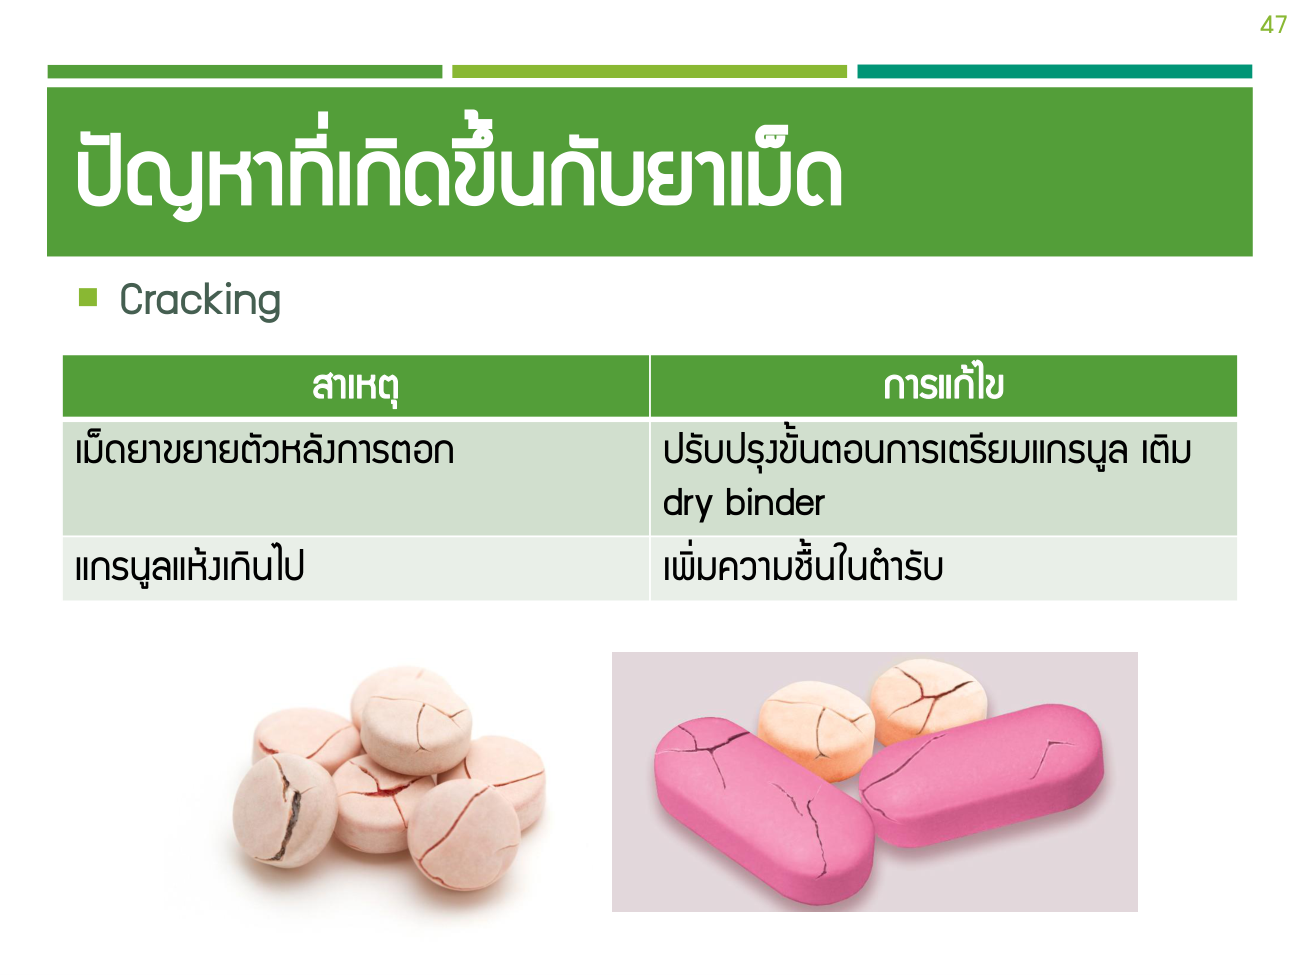 47
ปัญหาที่เกิดขึ้นกับยาเม็ด
Cracking
สาเหตุ
การแก้ไข
เม็ดยาขยายตัวหลังการตอก
ปรับปรุงขั้นตอนการเตรียมแกรนูล เติม
dry binder
แกรนูลแห้งเกินไป
เพิ่มความชื้นในตำรับ